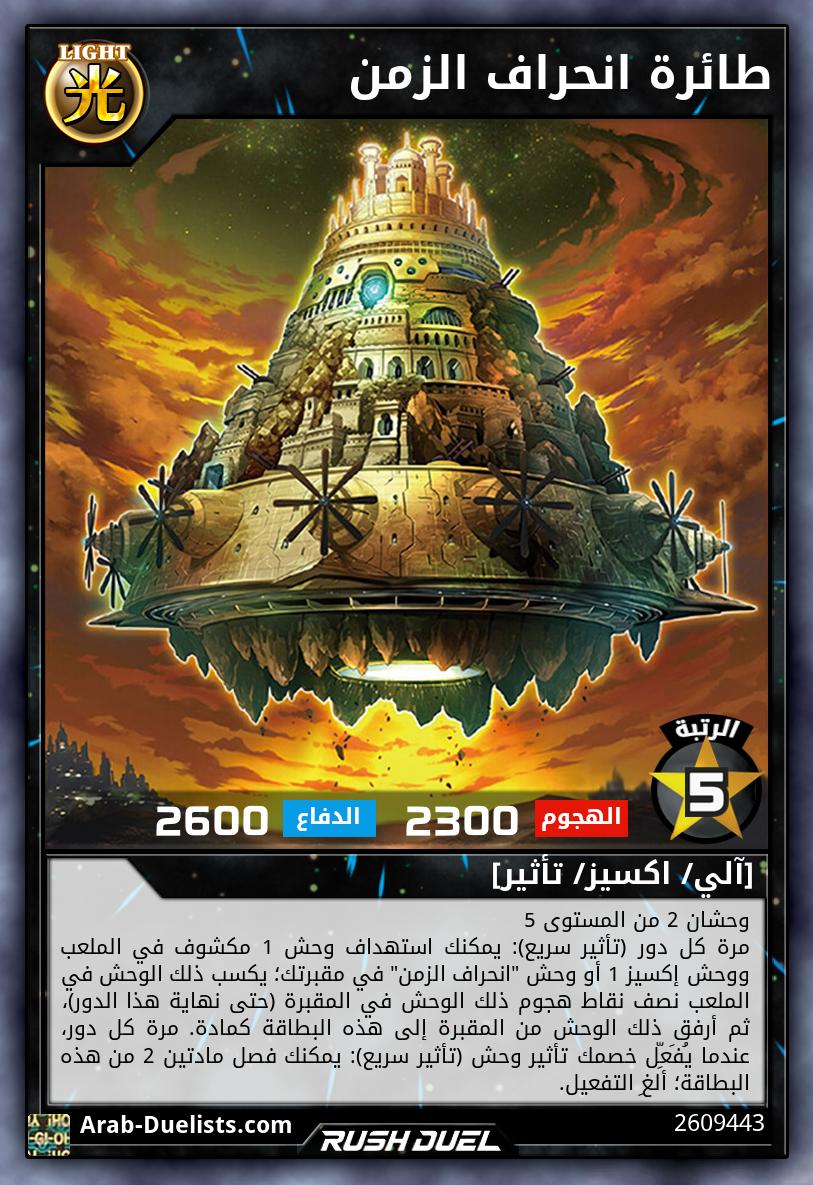 LIGHT
光
طائرة انحراف الزمن
الرتبة
5
الهجوم 2300 الدفاع 2600
[آلي/ اكسيز/ تأثير]
وحشان 2 من المستوى 5
مرة كل دور (تأثير سريع): يمكنك استهداف وحش 1 مكشوف في الملعب
ووحش إكسيز 1 أو وحش "انحراف الزمن" في مقبرتك؛ يكسب ذلك الوحش في
الملعب نصف نقاط هجوم ذلك الوحش في المقبرة (حتى نهاية هذا الدور)،
ثم أرفق ذلك الوحش من المقبرة إلى هذه البطاقة كمادة. مرة كل دور،
عندما يُفَعِّل خصمك تأثير وحش (تأثير سريع): يمكنك فصل مادتين 2 من هذه
البطاقة؛ ألغِ التفعيل.
Arab-Duelists.com
RUSH DUEL
2609443